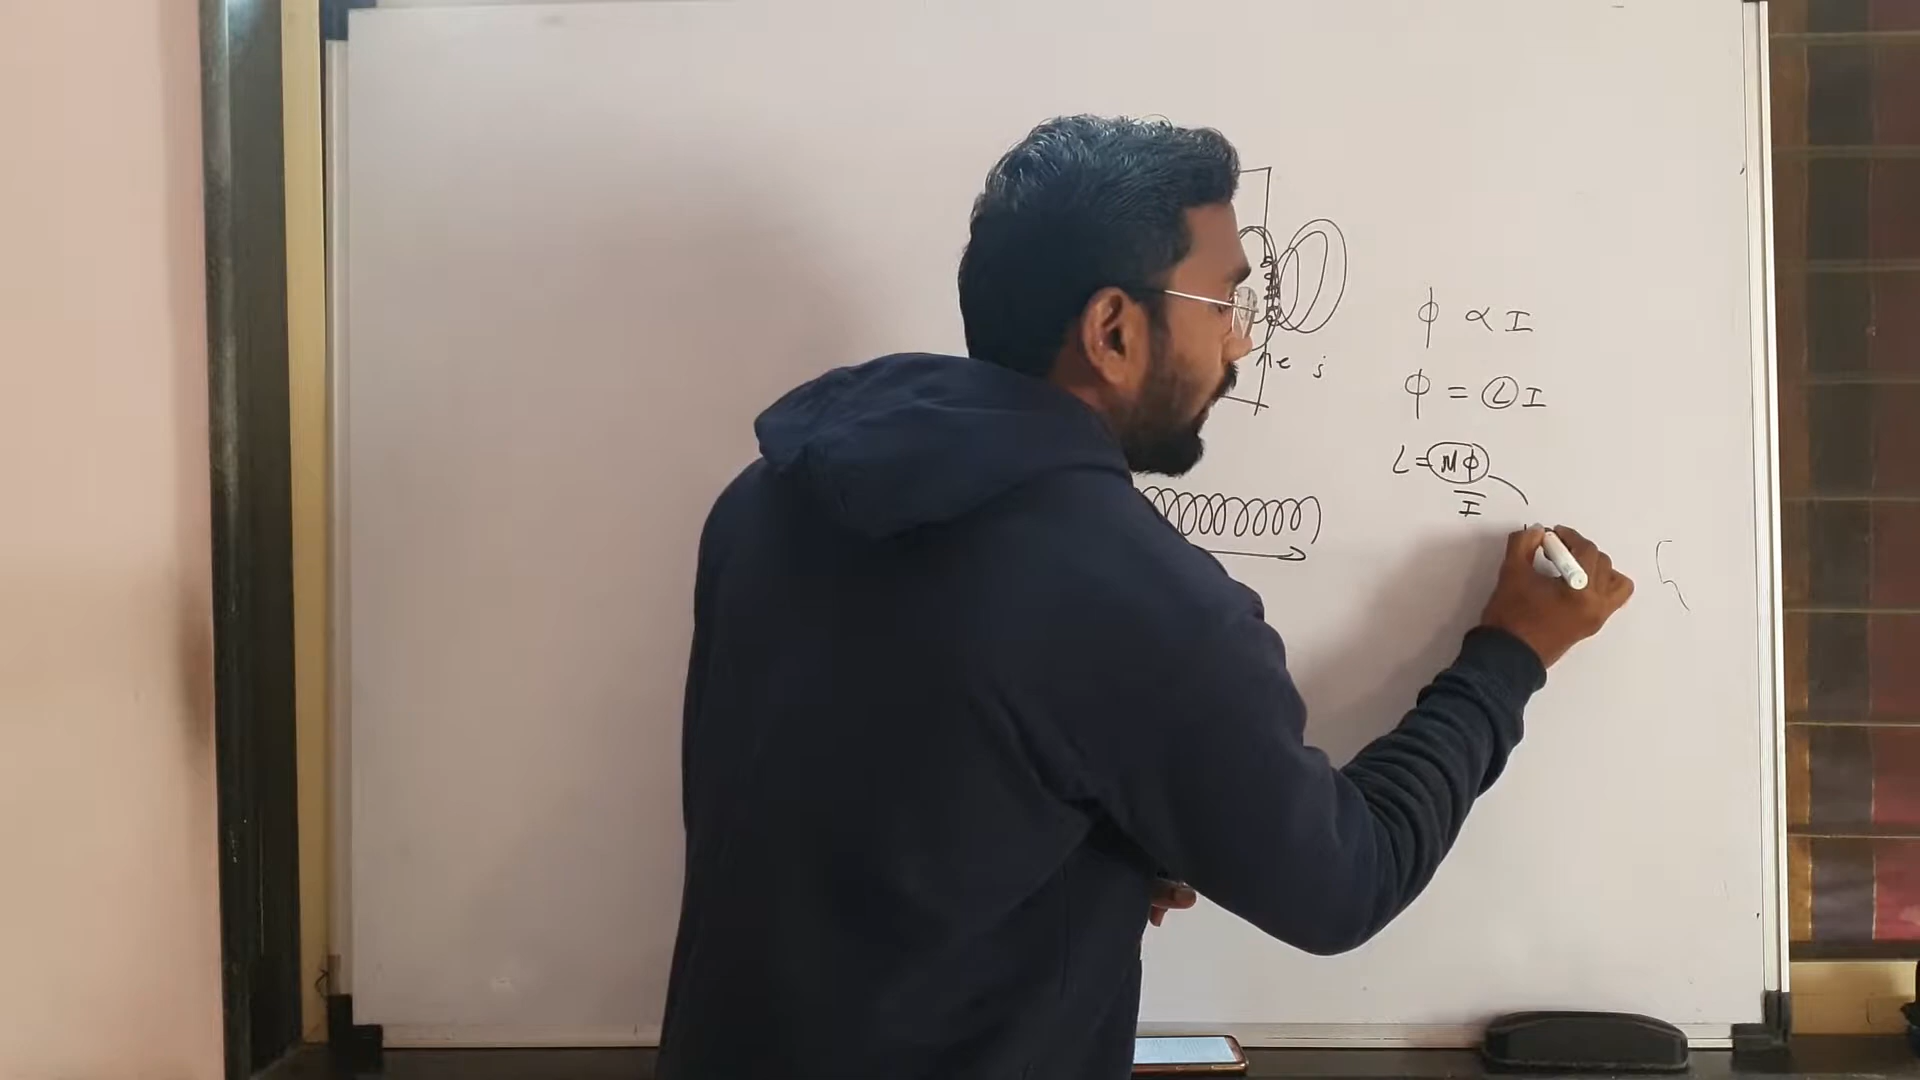 ϕ ∝ I
ϕ = L I
L = Nϕ
I